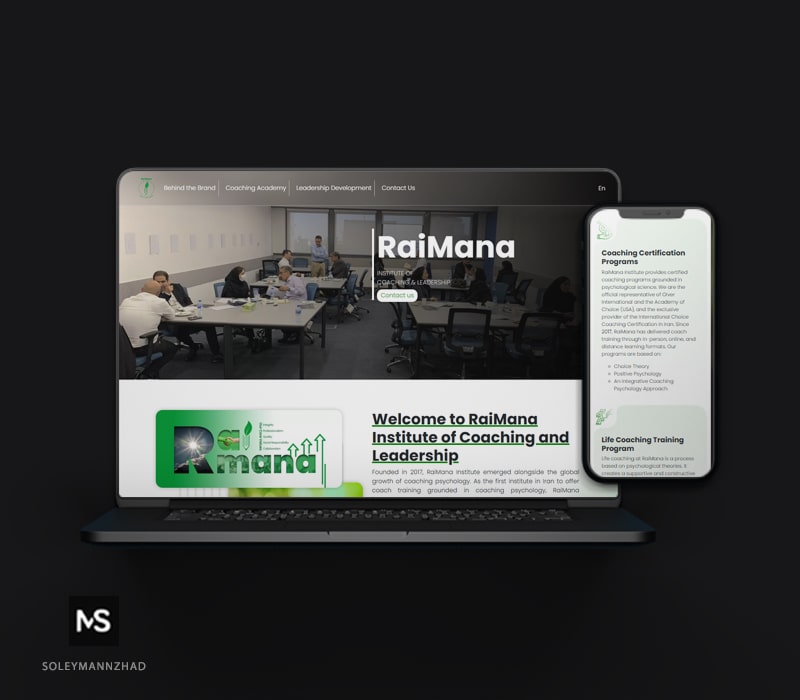 Behind the Brand
Coaching Academy
Leadership Development
Contact Us
En
RaiMana
INSTITUTE OF
COACHING & LEADERSHIP
Contact us
Rai
mana
Welcome to RaiMana
Institute of Coaching and
Leadership
Founded in 2017, RaiMana Institute emerged alongside the global
growth of coaching psychology. As the first institute in Iran to offer
coach training grounded in coaching psychology, RaiMana
Coaching Certification
Programs
RaiMana Institute provides certified
coaching programs grounded in
psychological science. We are the
official representative of Oliver
International and the Academy of
Choice (USA), and the exclusive
provider of the International Choice
Coaching Certification in Iran. Since
2017, RaiMana has delivered coach
training through in-person, online, and
distance learning formats. Our
programs are based on:
Choice Theory
Positive Psychology
An Integrative Coaching
Psychology Approach
Life Coaching Training
Program
Life coaching at RaiMana is a process
based on psychological theories. It
creates a supportive and constructive
MS
SOLEYMANNZHAD